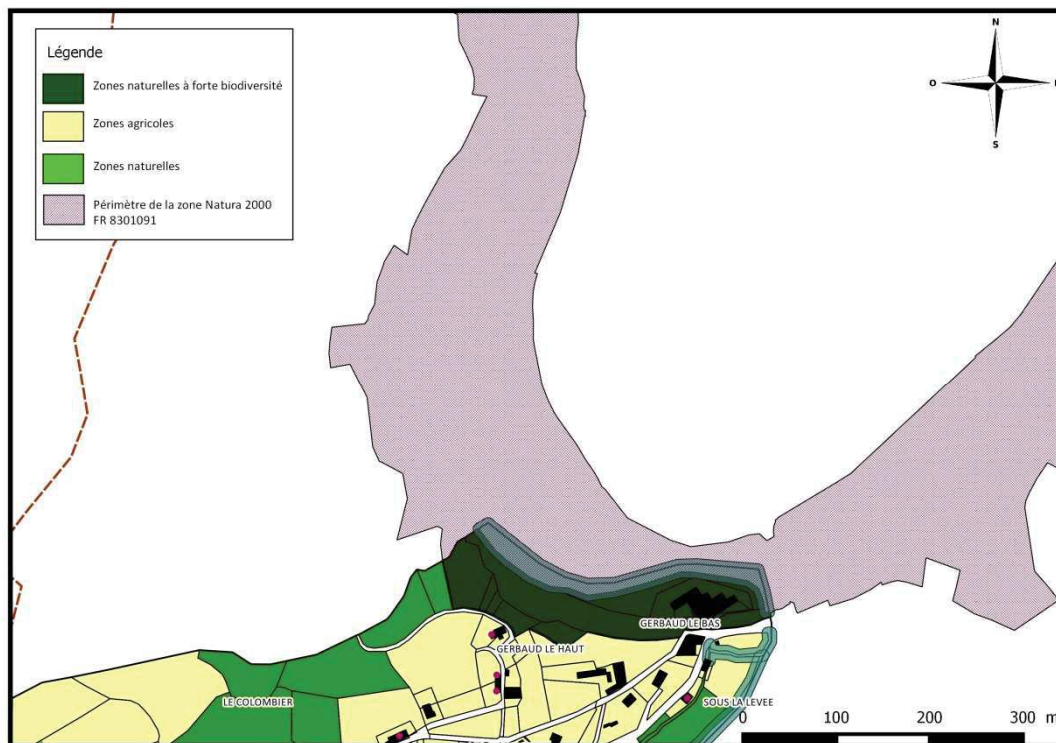 Légende
Zones naturelles à forte biodiversité
Zones agricoles
Zones naturelles
Périmètre de la zone Natura 2000
FR 8301091
N
O
S
GERBAUD LE BAS
GERBAUD LE HAUT
LE COLOMBIER
SOUS LA LEVEE
0 100 200 300 m